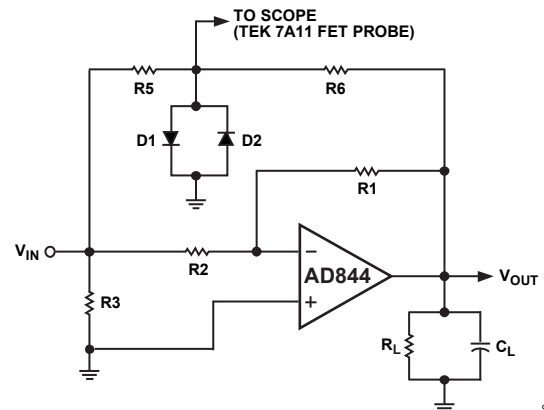 TO SCOPE
(TEK 7A11 FET PROBE)
R5
R6
D1
D2
R1
VIN
R2
−
AD844
+
VOUT
R3
RL
CL